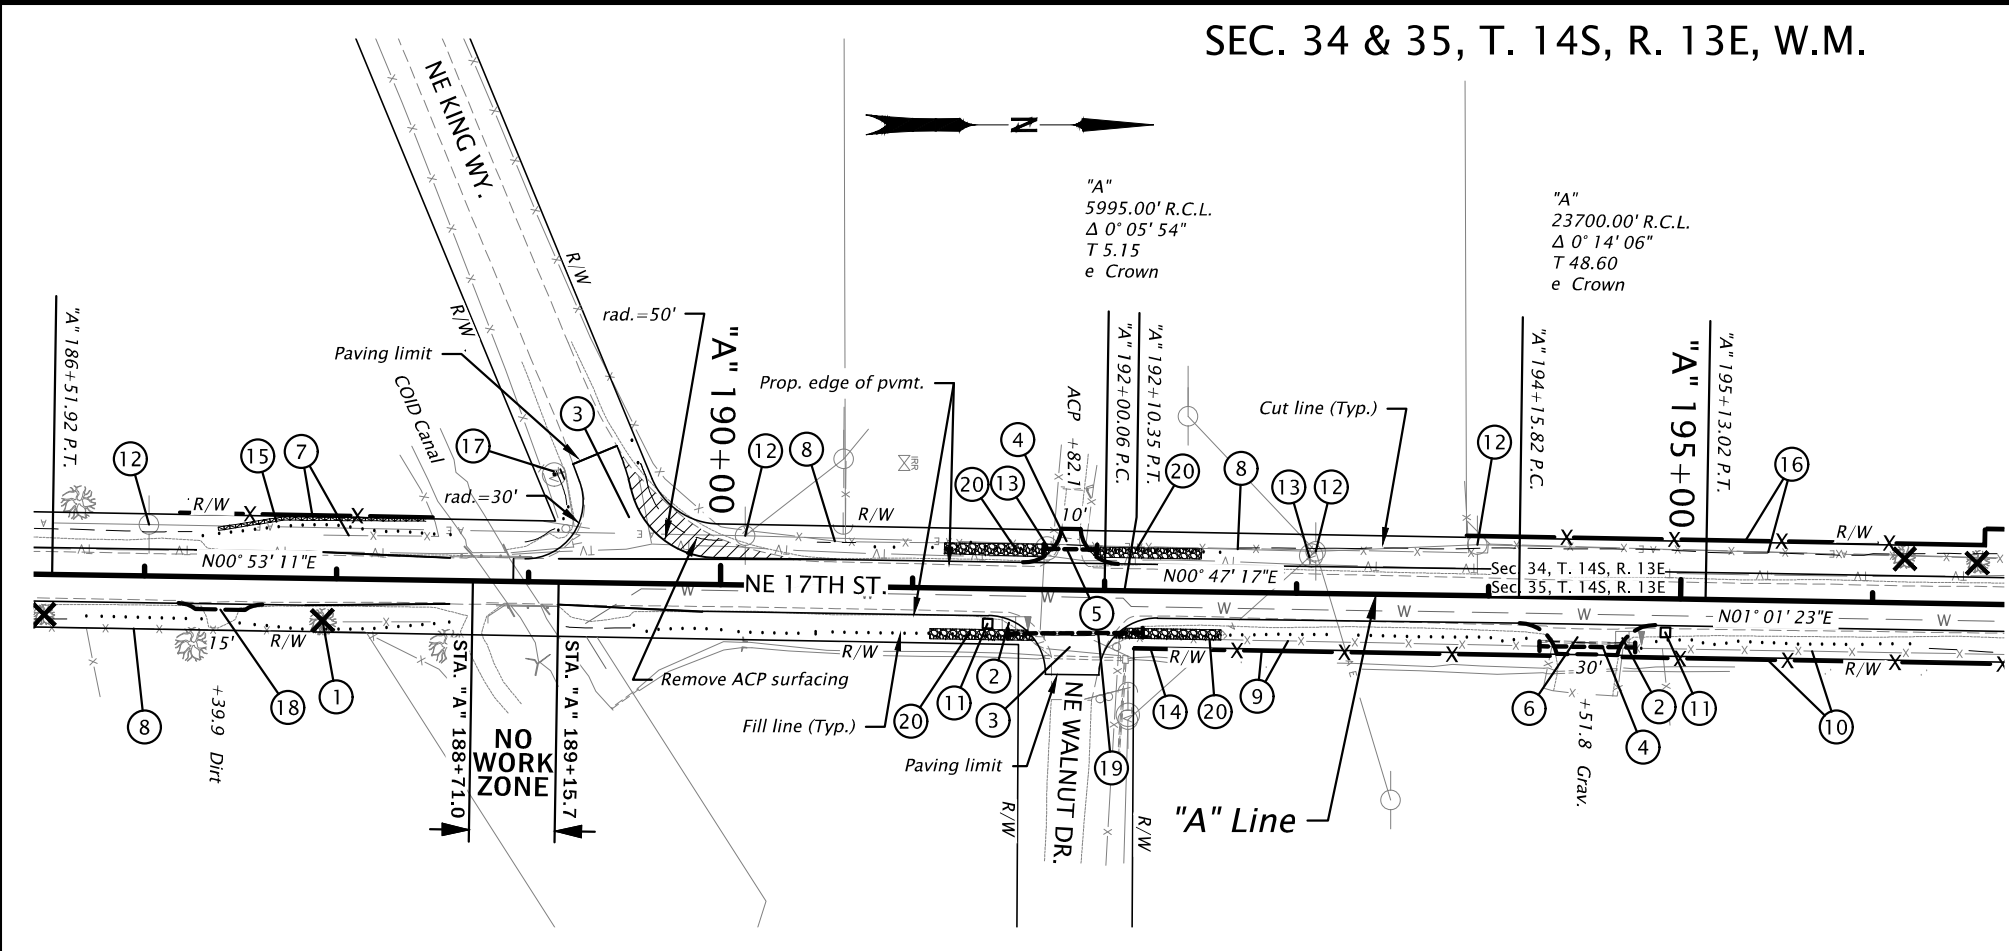 SEC. 34 & 35, T. 14S, R. 13E, W.M.
NE KING WY.
N
"A"
5995.00' R.C.L.
Δ 0° 05' 54"
T 5.15
e Crown
"A"
23700.00' R.C.L.
Δ 0° 14' 06"
T 48.60
e Crown
R/W
R/W
rad.=50'
Paving limit
"A" 186+51.92 P.T.
COID Canal
"A" 190+00
Prop. edge of pvmt.
ACP +82.1
"A" 192+00.06 P.C.
"A" 192+10.35 P.T.
Cut line (Typ.)
"A" 194+15.82 P.C.
"A" 195+00
"A" 195+13.02 P.T.
12
15
7
17
3
12
8
IRR
4
20
13
20
8
13
12
12
16
rad.=30'
R/W
R/W
10'
R/W
N00° 53' 11"E
NE 17TH ST.
N00° 47' 17"E
Sec. 34, T. 14S, R. 13E
Sec. 35, T. 14S, R. 13E
N01° 01' 23"E
W
W
W
W
W
W
5
15'
R/W
R/W
R/W
30'
R/W
8
+39.9 Dirt
18
1
STA. "A" 188+71.0
NO
WORK
ZONE
STA. "A" 189+15.7
Remove ACP surfacing
Fill line (Typ.)
20
11
2
3
Paving limit
NE WALNUT DR.
19
14
20
9
6
+51.8 Grav.
4
2
11
10
R/W
R/W
"A" Line